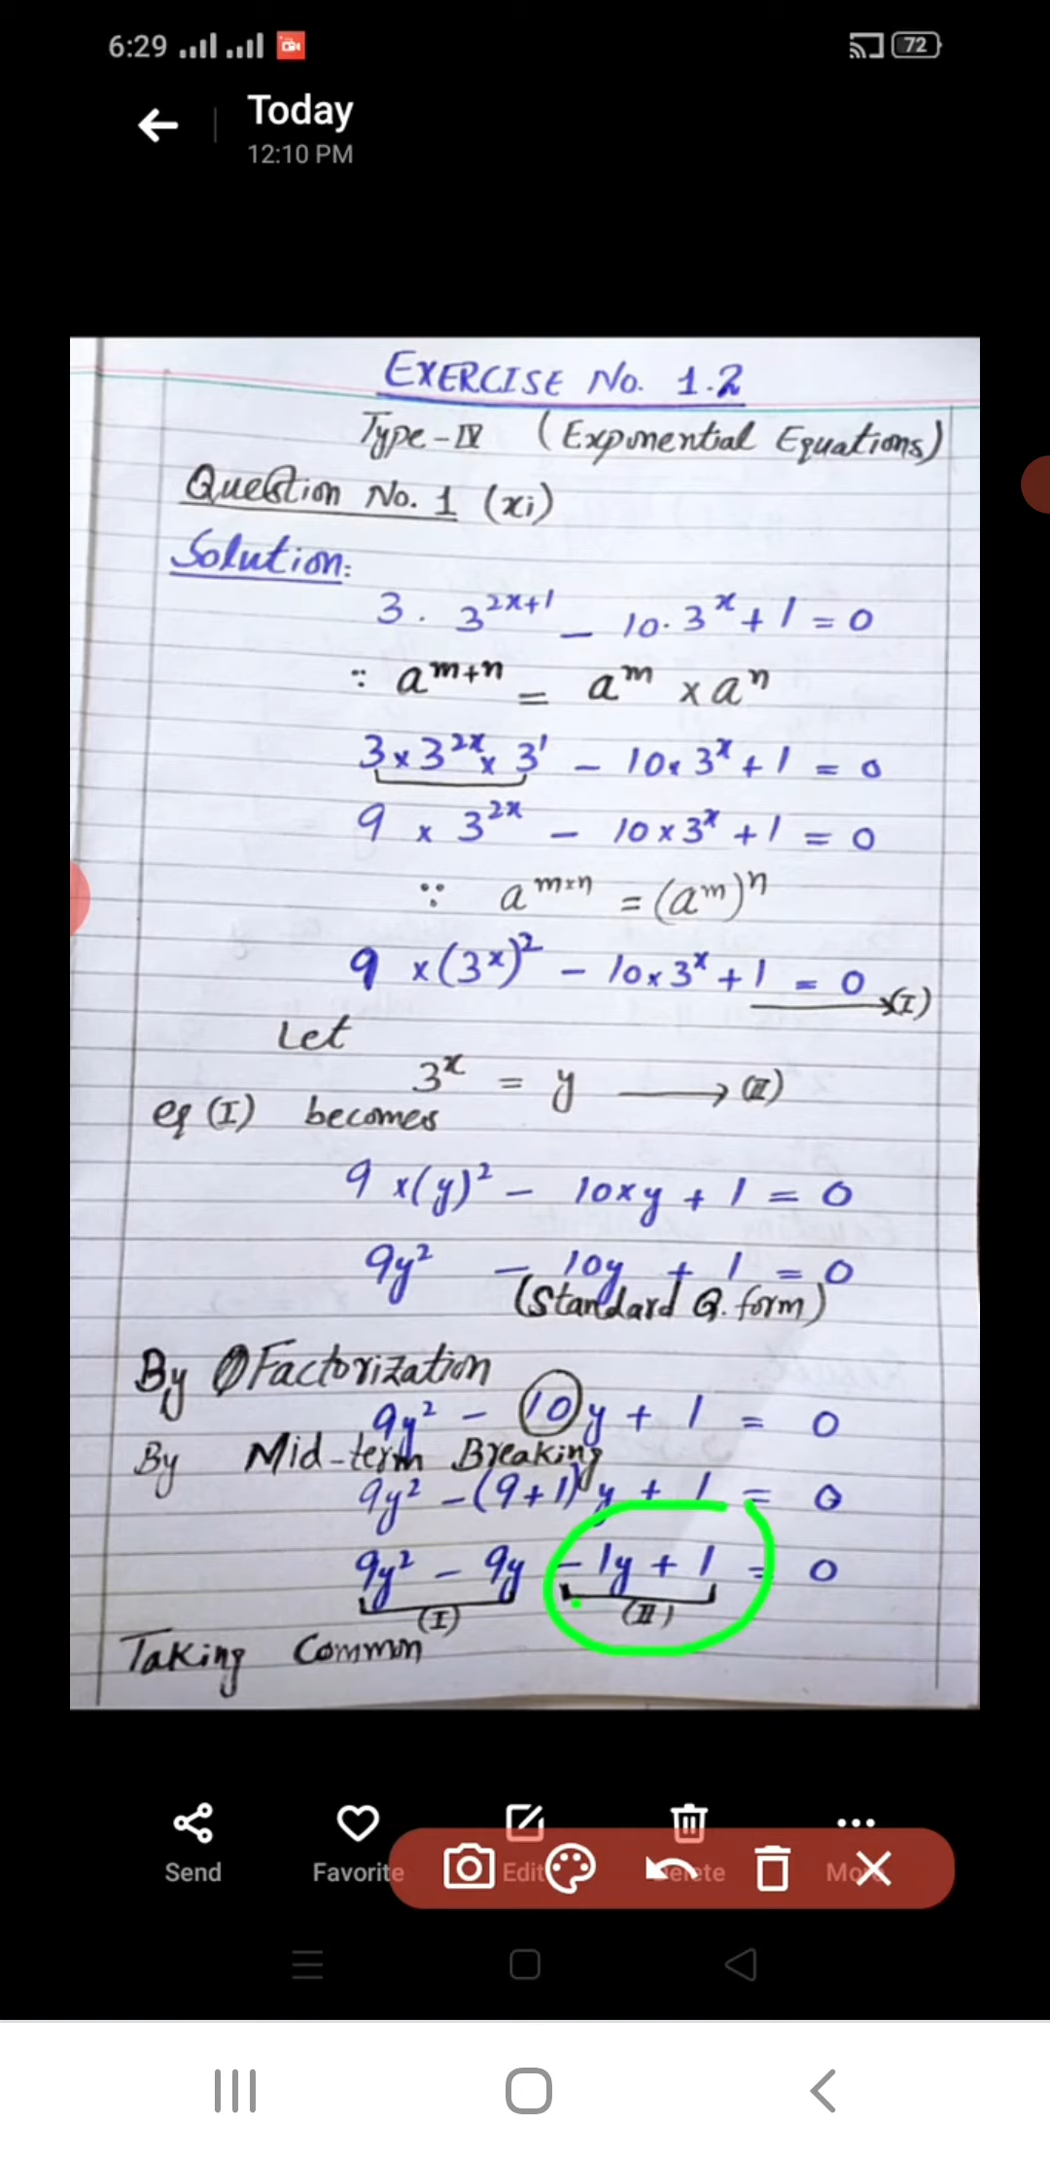 6:29
72
Today
12:10 PM
EXERCISE No. 1.2
Type-IV (Exponential Equations)
Question No. 1 (xi)
Solution:
3 . 3^{2x+1} - 10 . 3^x + 1 = 0
∵ a^{m+n} = a^m × a^n
3 × 3^{2x} × 3^1 - 10 × 3^x + 1 = 0
9 × 3^{2x} - 10 × 3^x + 1 = 0
∵ a^{m×n} = (a^m)^n
9 × (3^x)^2 - 10 × 3^x + 1 = 0 → (I)
Let
3^x = y → (II)
eq (I) becomes
9 × (y)^2 - 10 × y + 1 = 0
9y^2 - 10y + 1 = 0
(Standard Q. form)
By Factorization
9y^2 - 10y + 1 = 0
By Mid-term Breaking
9y^2 - (9+1)y + 1 = 0
9y^2 - 9y - 1y + 1 = 0
(I) (II)
Taking Common
Send Favorite Edit Delete More